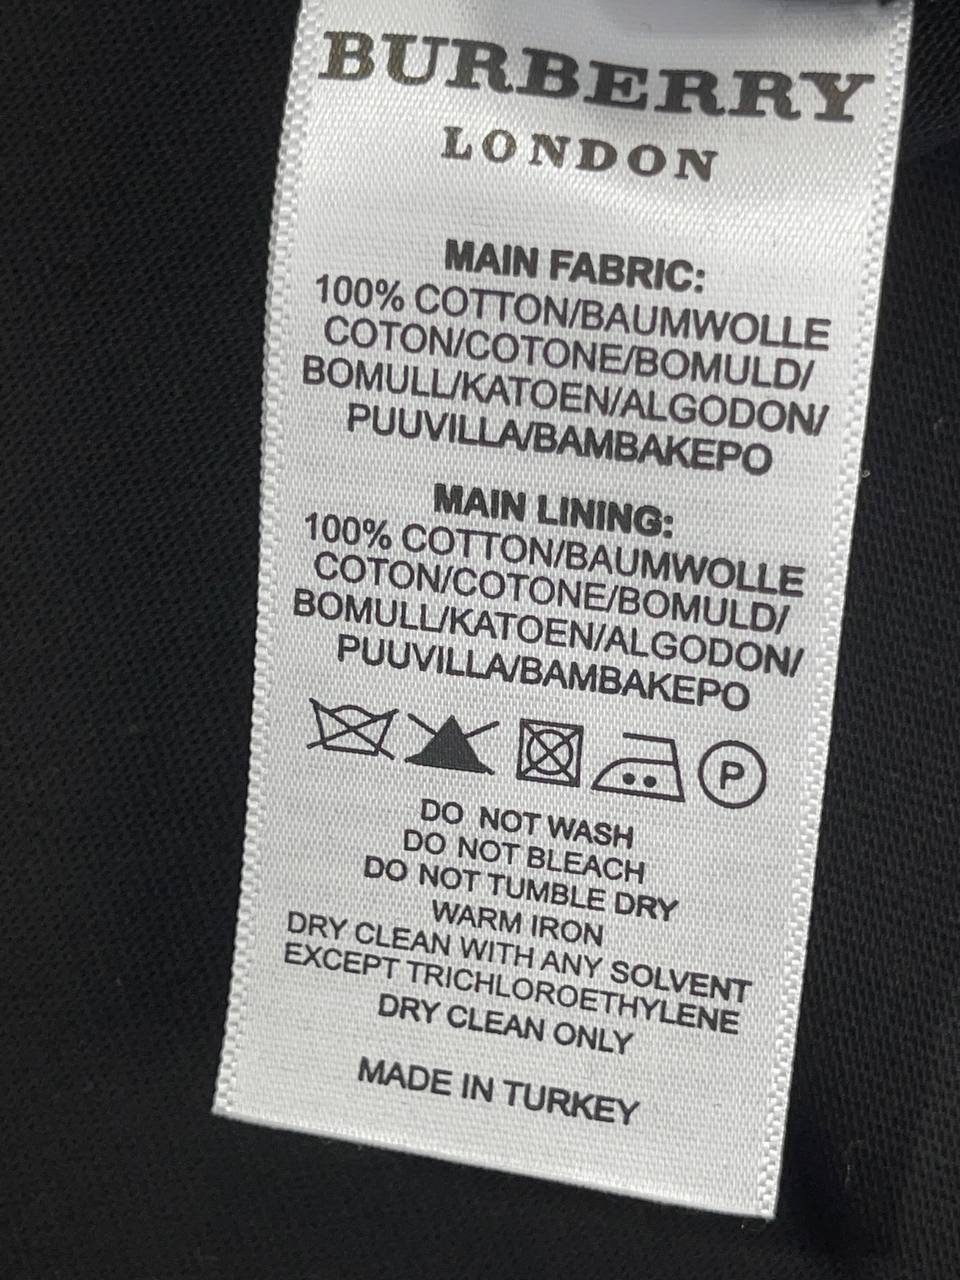 BURBERRY
LONDON
MAIN FABRIC:
100% COTTON/BAUMWOLLE
COTON/COTONE/BOMULD/
BOMULL/KATOEN/ALGODON/
PUUVILLA/BAMBAKEPO
MAIN LINING:
100% COTTON/BAUMWOLLE
COTON/COTONE/BOMULD/
BOMULL/KATOEN/ALGODON/
PUUVILLA/BAMBAKEPO
P
DO NOT WASH
DO NOT BLEACH
DO NOT TUMBLE DRY
WARM IRON
DRY CLEAN WITH ANY SOLVENT
EXCEPT TRICHLOROETHYLENE
DRY CLEAN ONLY
MADE IN TURKEY